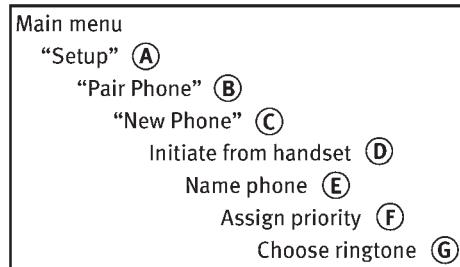 Main menu
“Setup” A
“Pair Phone” B
“New Phone” C
Initiate from handset D
Name phone E
Assign priority F
Choose ringtone G